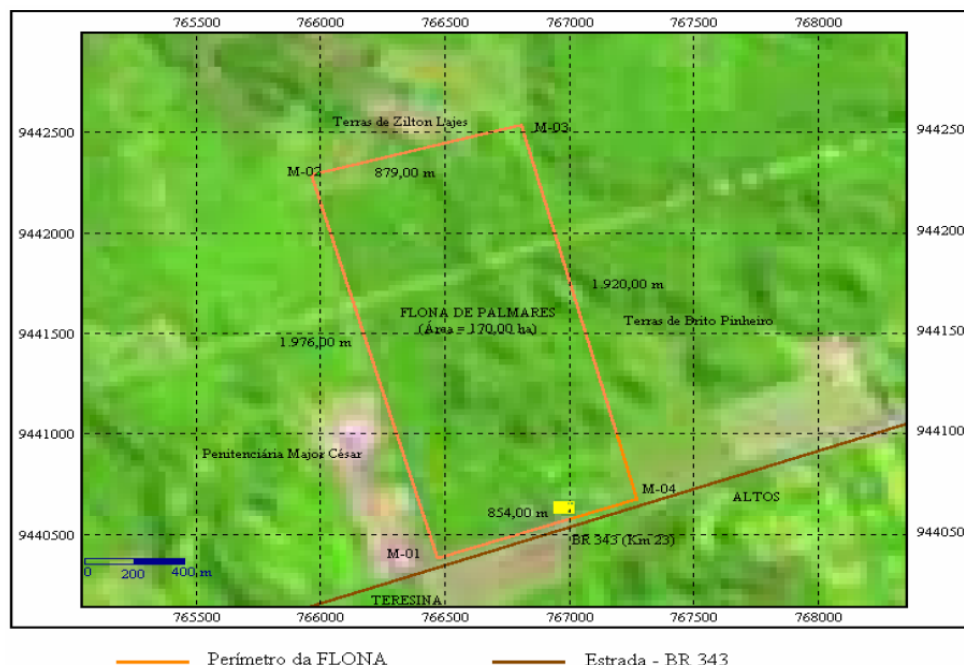 765500 766000 766500 767000 767500 768000
Terras de Zilton Lajes
M-03
9442500 944250
M-02
879,00 m
9442000 944200
1.920,00 m
FLONA DE PALMARES
(Área = 170,00 ha)
Terras de Brito Pinheiro
9441500 944150
1.976,00 m
9441000 944100
Penitenciária Major César
M-04
ALTOS
854,00 m
9440500 944050
BR 343 (Km 23)
M-01
0 200 400 m
TERESINA
765500 766000 766500 767000 767500 768000
Perímetro da FLONA Estrada - BR 343